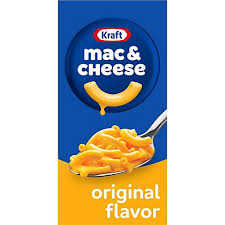 Kraft
mac &
cheese
original
flavor